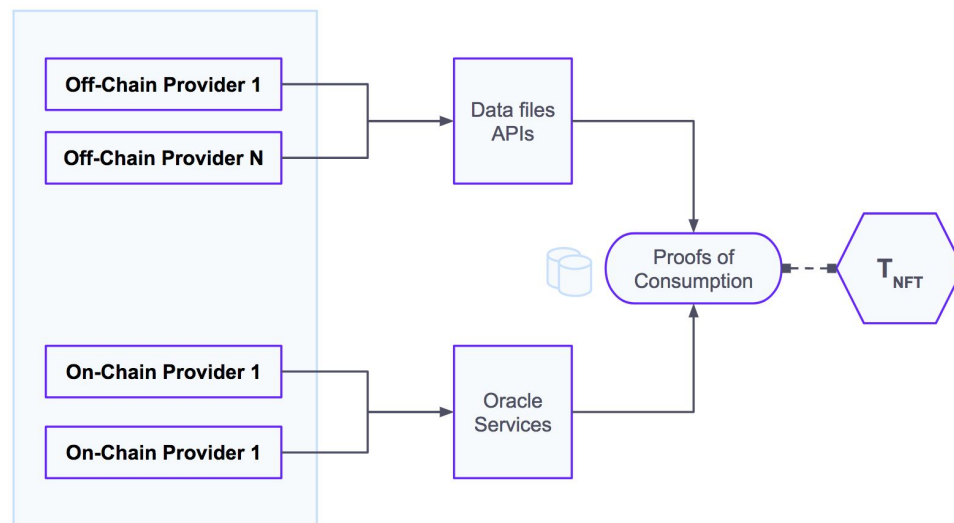 Off-Chain Provider 1
Off-Chain Provider N
Data files
APIs
Proofs of
Consumption
T_NFT
On-Chain Provider 1
On-Chain Provider 1
Oracle
Services